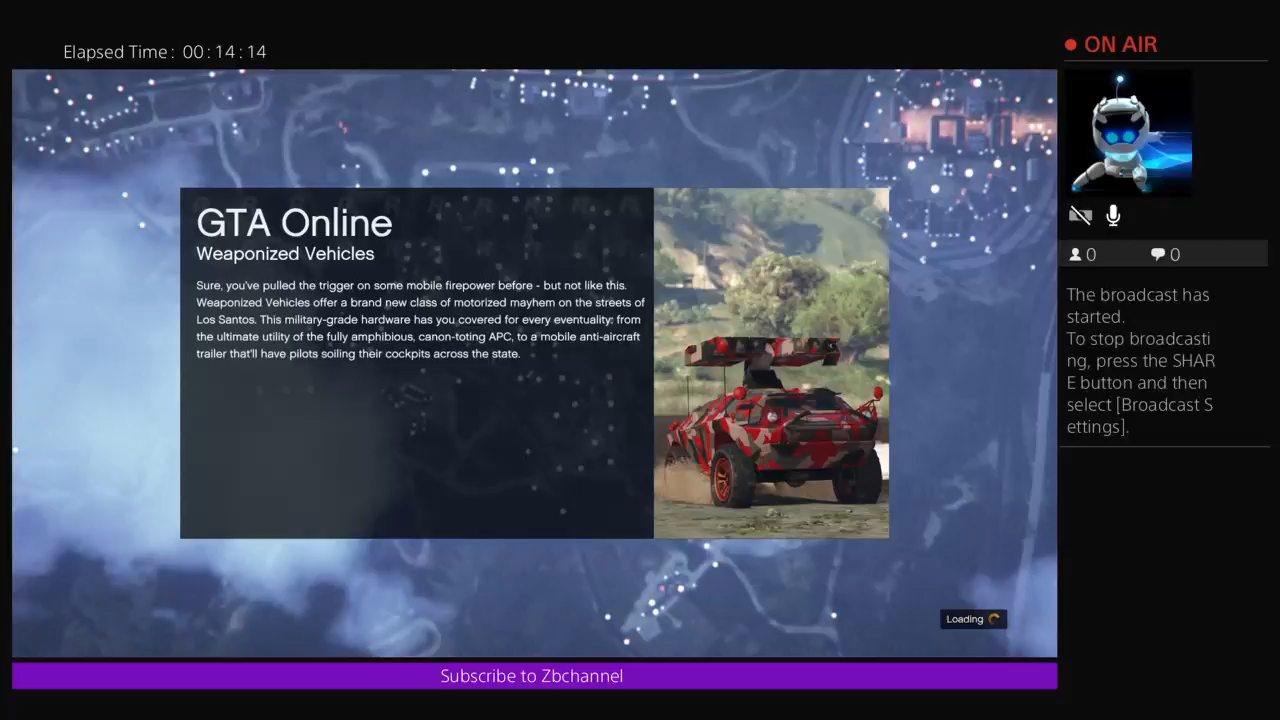 Elapsed Time: 00:14:14
ON AIR
GTA Online
Weaponized Vehicles
Sure, you've pulled the trigger on some mobile firepower before - but not like this.
Weaponized Vehicles offer a brand new class of motorized mayhem on the streets of
Los Santos. This military-grade hardware has you covered for every eventuality: from
the ultimate utility of the fully amphibious, canon-toting APC, to a mobile anti-aircraft
trailer that'll have pilots soiling their cockpits across the state.
Loading
Subscribe to Zbchannel
0 0
The broadcast has
started.
To stop broadcasti
ng, press the SHAR
E button and then
select [Broadcast S
ettings].